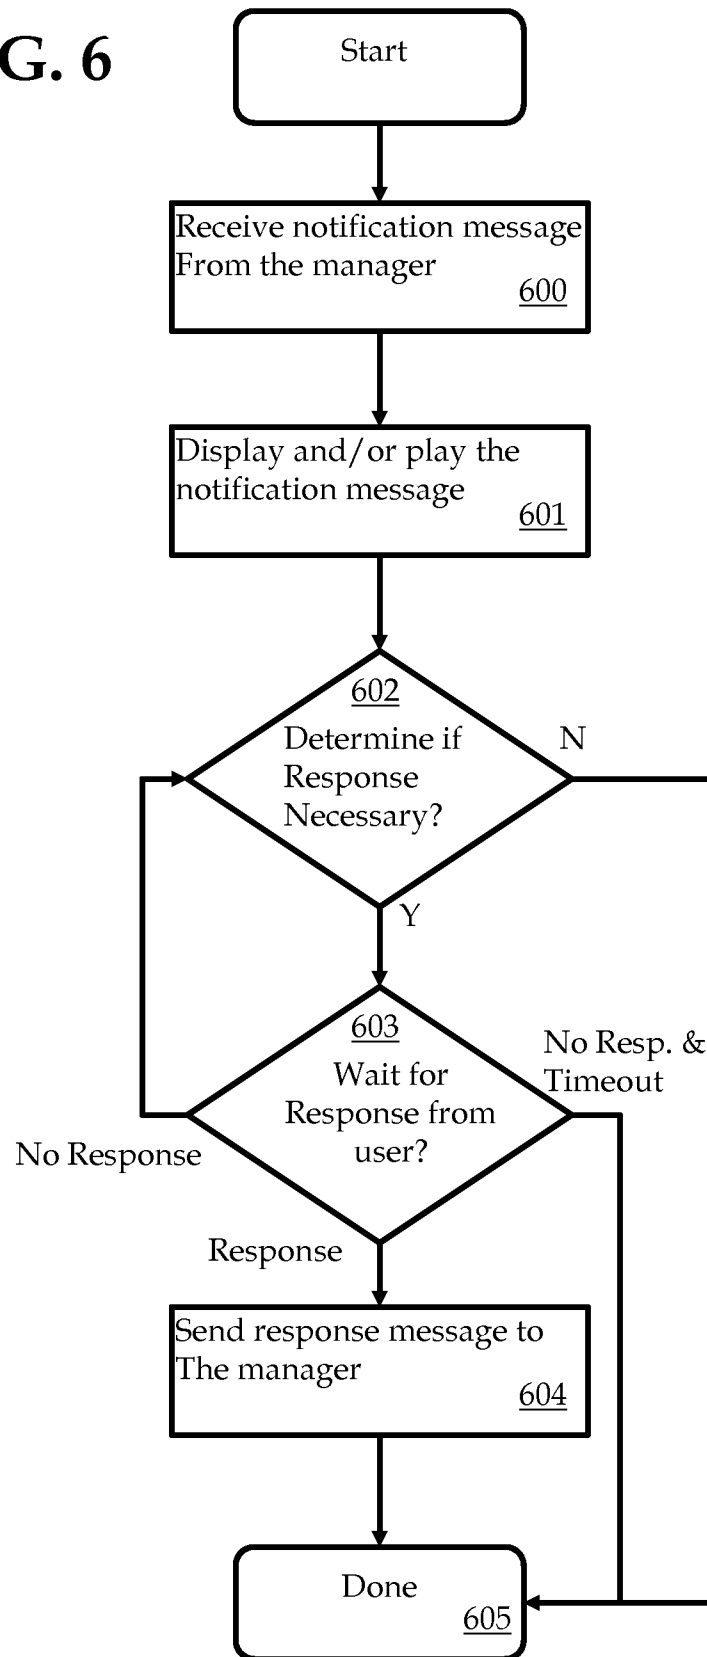 G. 6
Start
Receive notification message
From the manager
600
Display and/or play the
notification message
601
602
Determine if
Response
Necessary?
N
Y
603
Wait for
Response from
user?
No Resp. &
Timeout
No Response
Response
Send response message to
The manager
604
Done
605